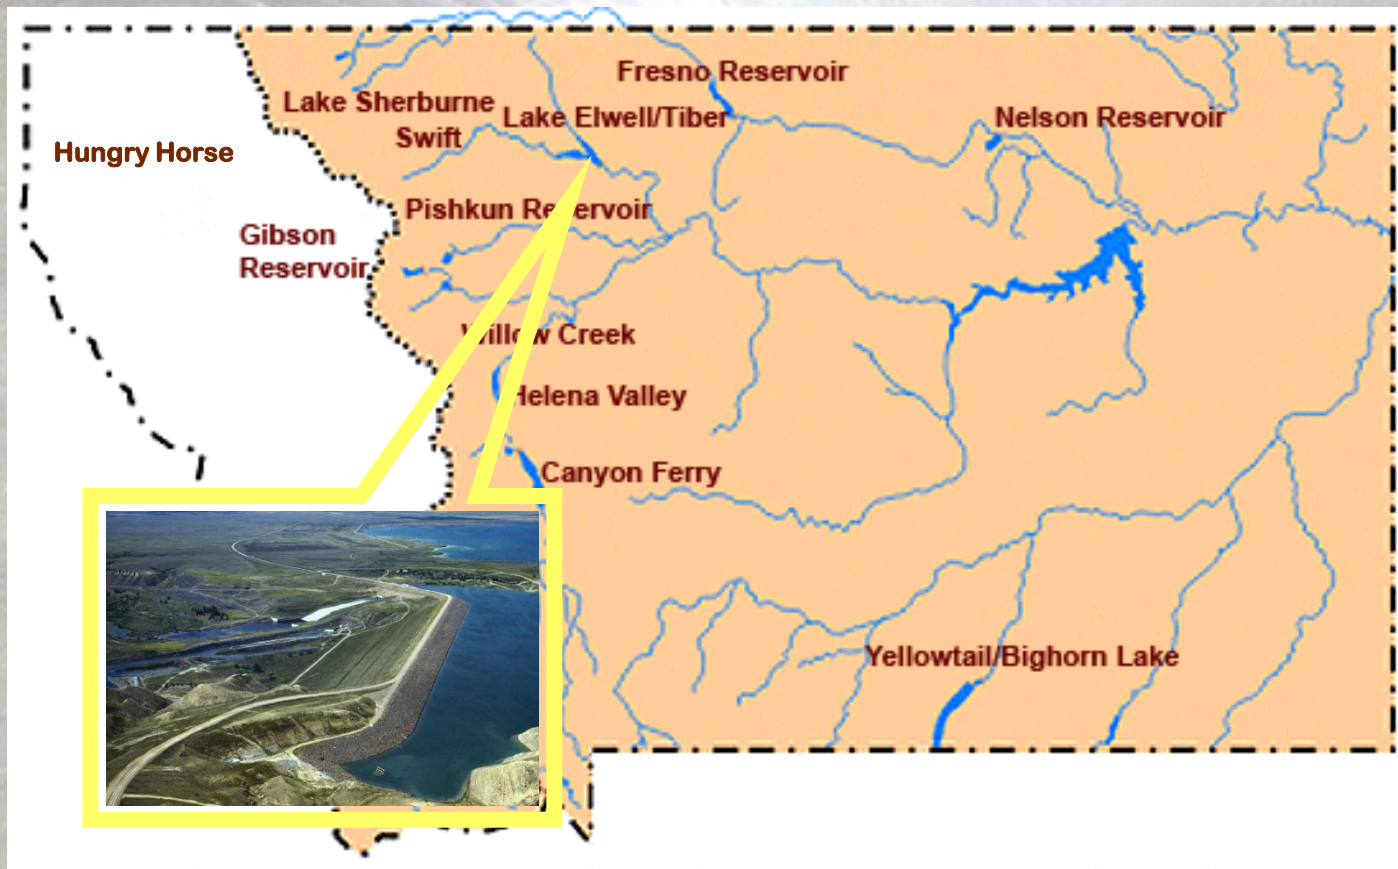 Fresno Reservoir
Lake Sherburne
Swift
Lake Elwell/Tiber
Nelson Reservoir
Hungry Horse
Pishkun Reservoir
Gibson
Reservoir
Willow Creek
Helena Valley
Canyon Ferry
Yellowtail/Bighorn Lake